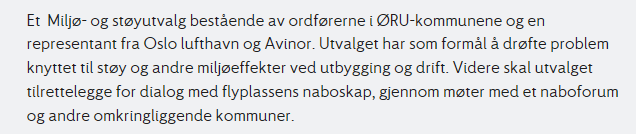 Et Miljø- og støyutvalg bestående av ordførerne i ØRU-kommunene og en
representant fra Oslo lufthavn og Avinor. Utvalget har som formål å drøfte problem
knyttet til støy og andre miljøeffekter ved utbygging og drift. Videre skal utvalget
tilrettelegge for dialog med flyplassens naboskap, gjennom møter med et naboforum
og andre omkringliggende kommuner.